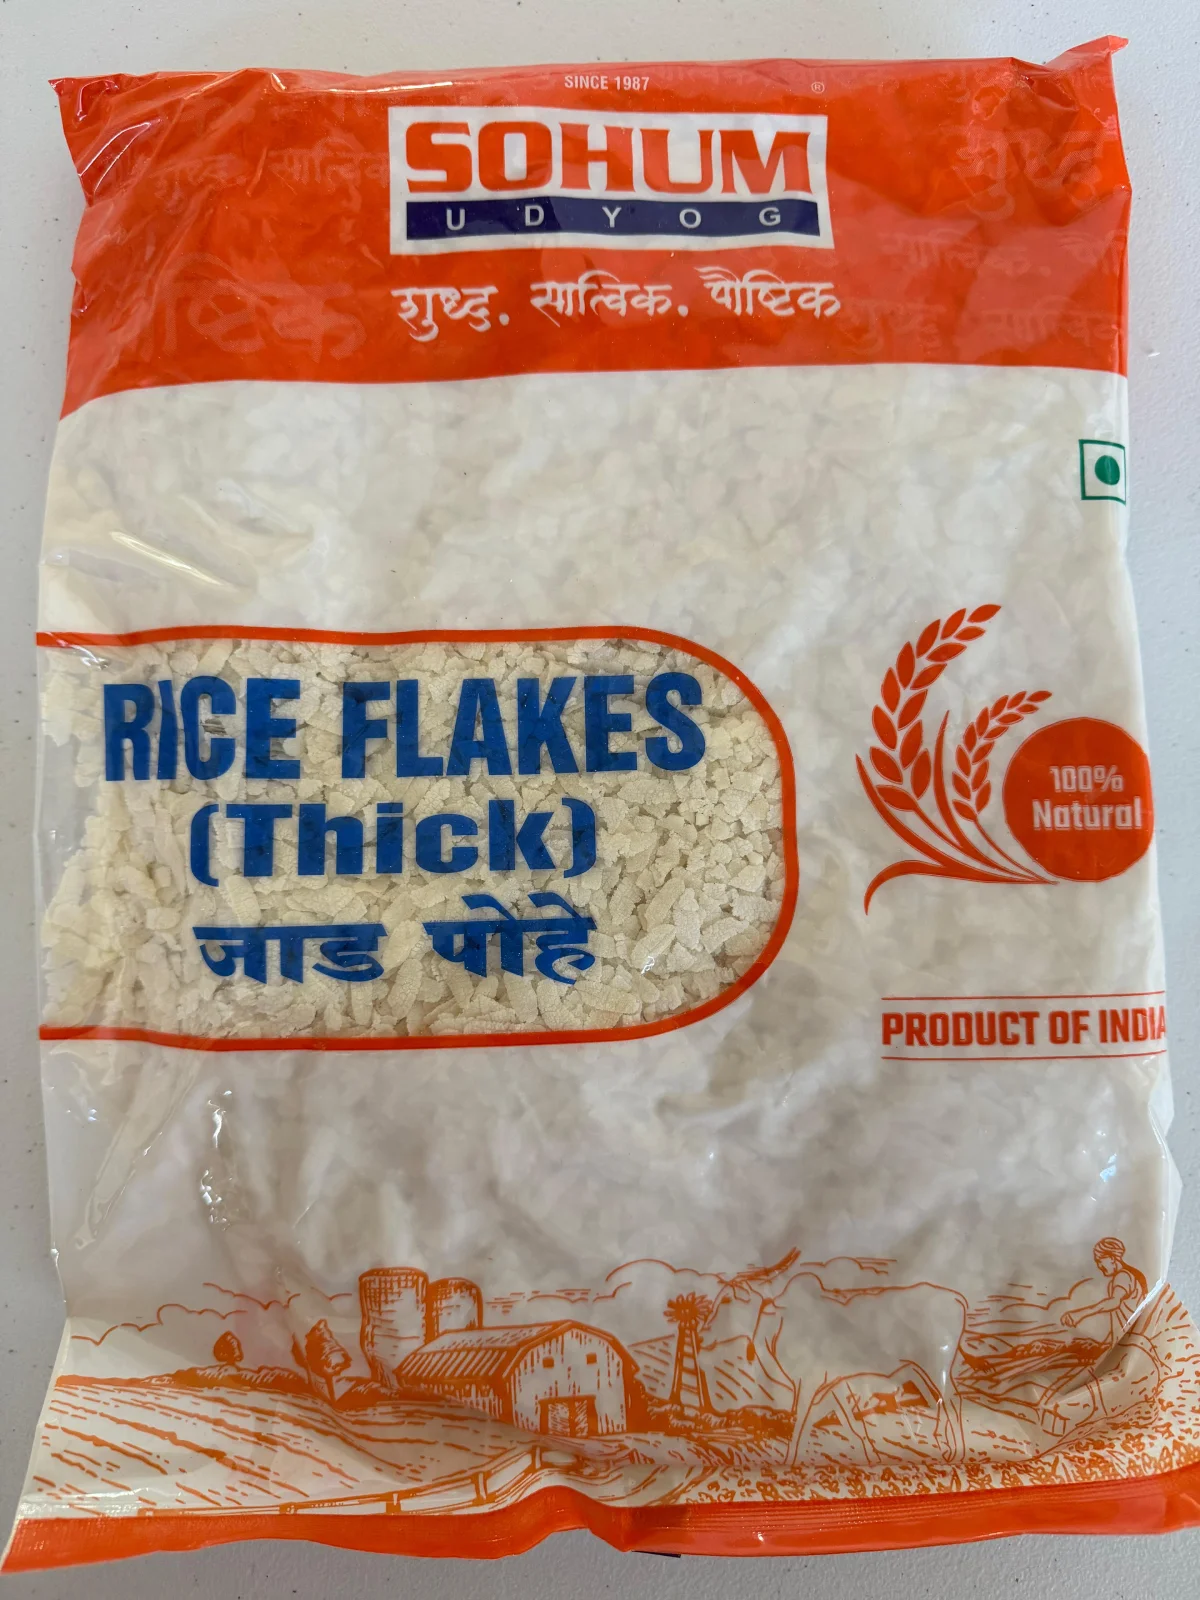 SINCE 1987
®
SOHUM
UDYOG
शुध्द. सात्विक. पौष्टिक
RICE FLAKES
(Thick)
जाड पोहे
100%
Natural
PRODUCT OF INDIA